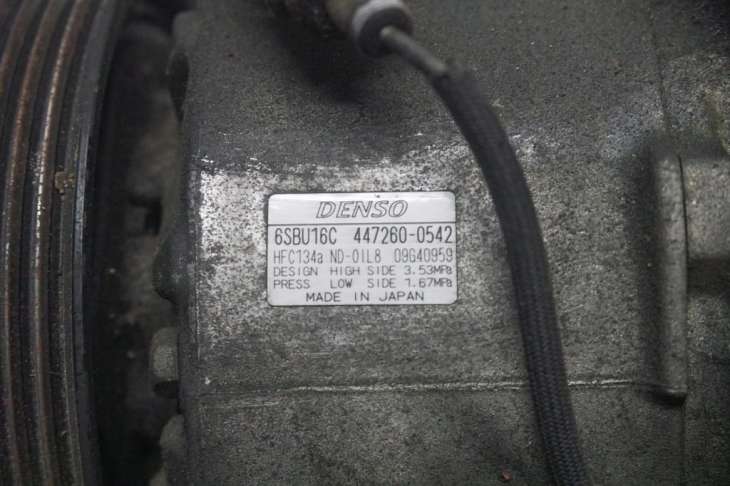 DENSO
6SBU16C 447260-0542
HFC134a ND-OIL8 09G40959
DESIGN HIGH SIDE 3.53MPa
PRESS LOW SIDE 1.67MPa
MADE IN JAPAN